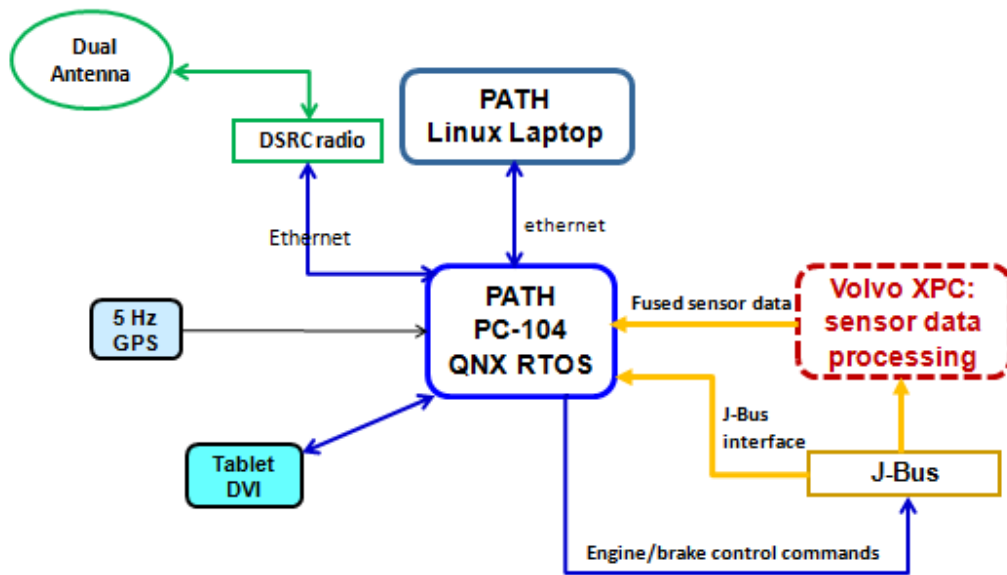 Dual
Antenna
DSRC radio
PATH
Linux Laptop
Ethernet
ethernet
5 Hz
GPS
PATH
PC-104
QNX RTOS
Fused sensor data
Volvo XPC:
sensor data
processing
Tablet
DVI
J-Bus
interface
J-Bus
Engine/brake control commands